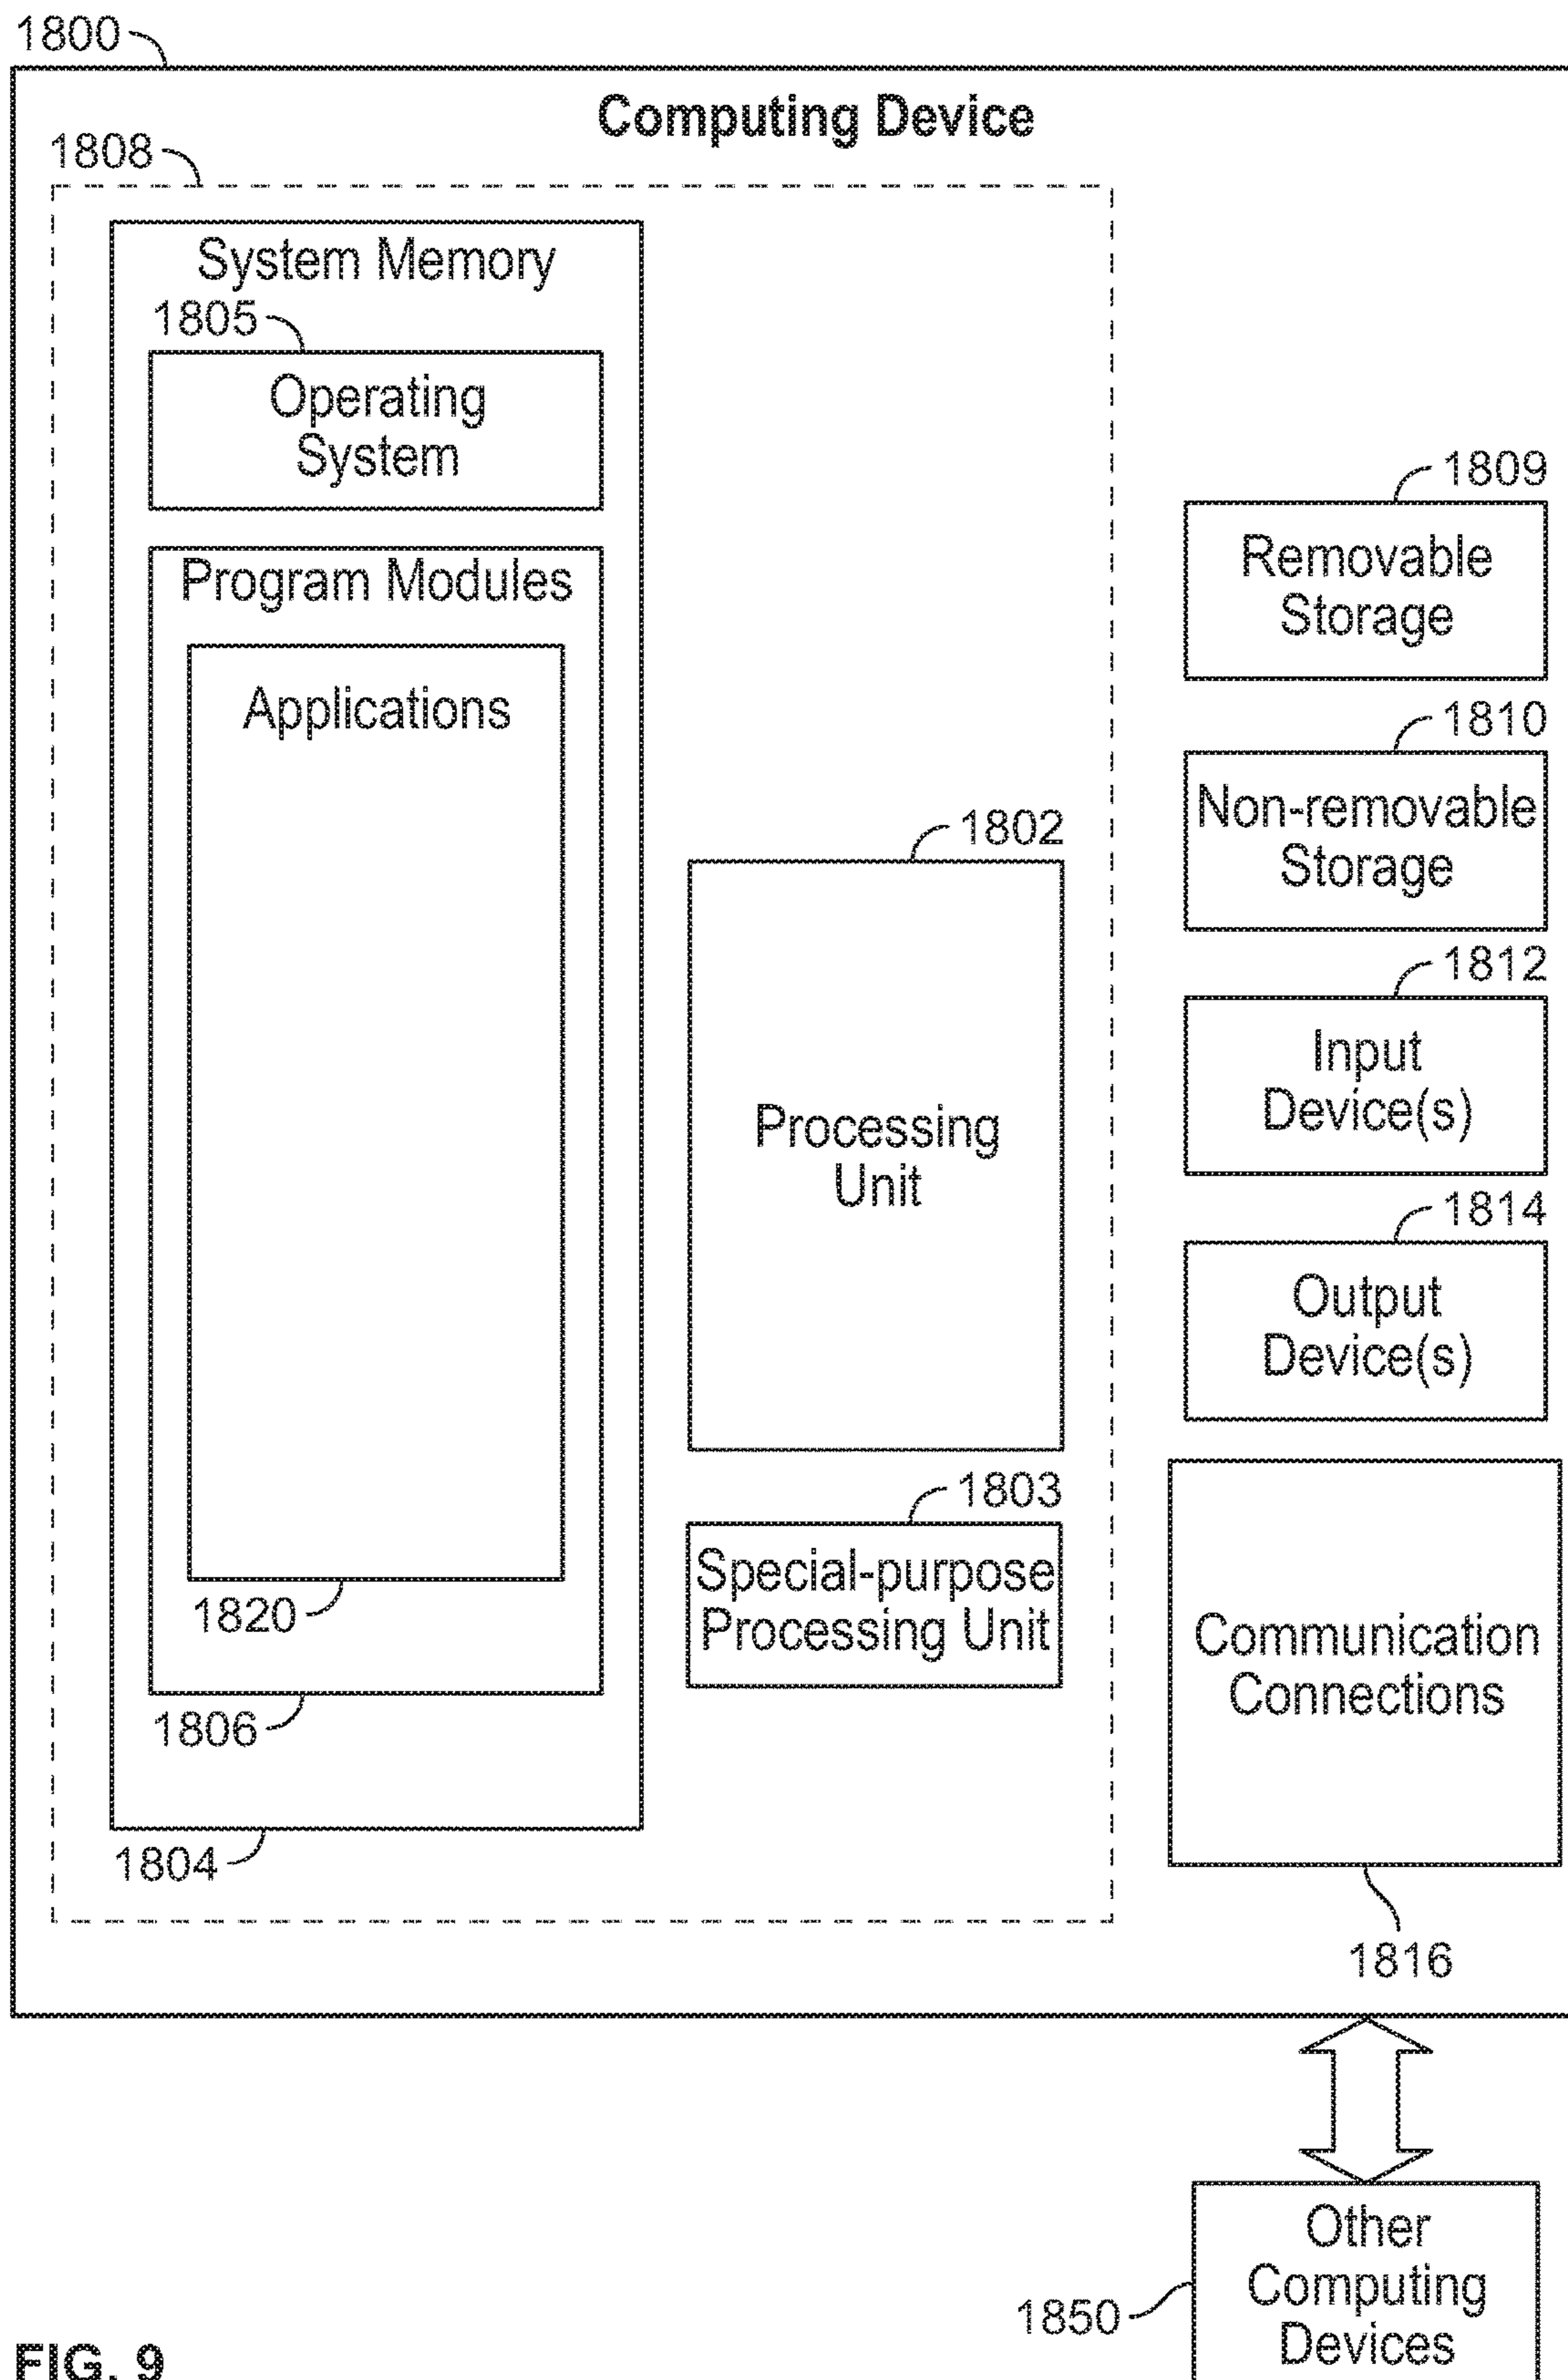 1800
Computing Device
1808
System Memory
1805
Operating
System
Program Modules
Applications
1820
1806
1804
1802
Processing
Unit
1803
Special-purpose
Processing Unit
1809
Removable
Storage
1810
Non-removable
Storage
1812
Input
Device(s)
1814
Output
Device(s)
Communication
Connections
1816
1850
Other
Computing
Devices
FIG. 9